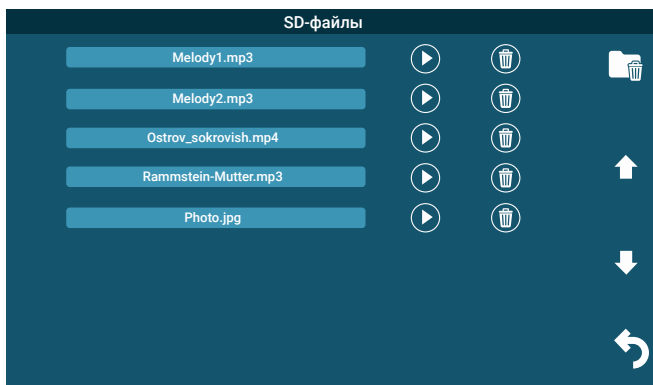 SD-файлы
Melody1.mp3
Melody2.mp3
Ostrov_sokrovish.mp4
Rammstein-Mutter.mp3
Photo.jpg